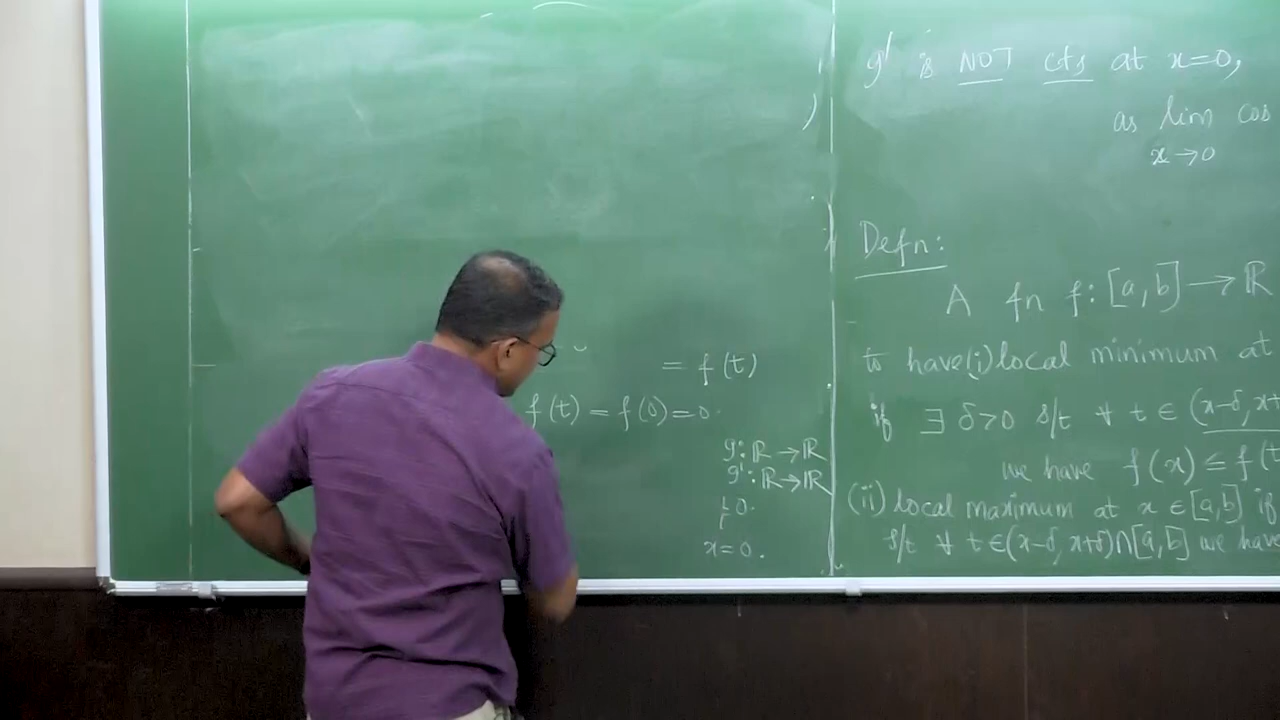 = f(t)
f(t) = f(0) = 0.
g: ℝ → ℝ
g': ℝ → ℝ
x=0.
g' is NOT cts at x=0,
as lim cos
x→0
Defn:
A fn f: [a,b] → ℝ
to have (i) local minimum at
if ∃ δ>0 s/t ∀ t ∈ (x-δ, x+
we have f(x) ≤ f(t
(ii) local maximum at x ∈ [a,b] if
s/t ∀ t ∈ (x-δ, x+δ) ∩ [a,b] we have